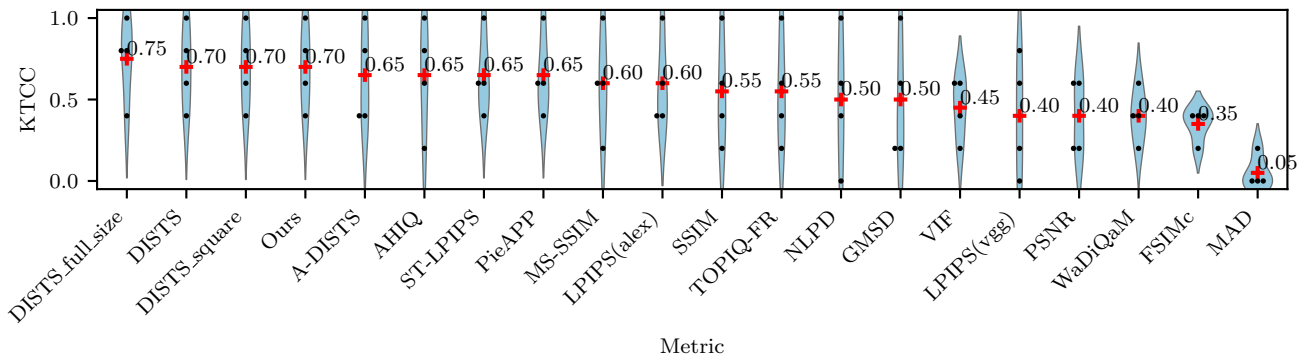 KTCC
1.0
0.5
0.0
0.75
0.70
0.70
0.70
0.65
0.65
0.65
0.65
0.60
0.60
0.55
0.55
0.50
0.50
0.45
0.40
0.40
0.40
0.35
0.05
DISTS_full_size
DISTS
DISTS_square
Ours
A-DISTS
AHIQ
ST-LPIPS
PieAPP
MS-SSIM
LPIPS(alex)
SSIM
TOPIQ-FR
NLPD
GMSD
VIF
LPIPS(vgg)
PSNR
WaDiQaM
FSIMc
MAD
Metric